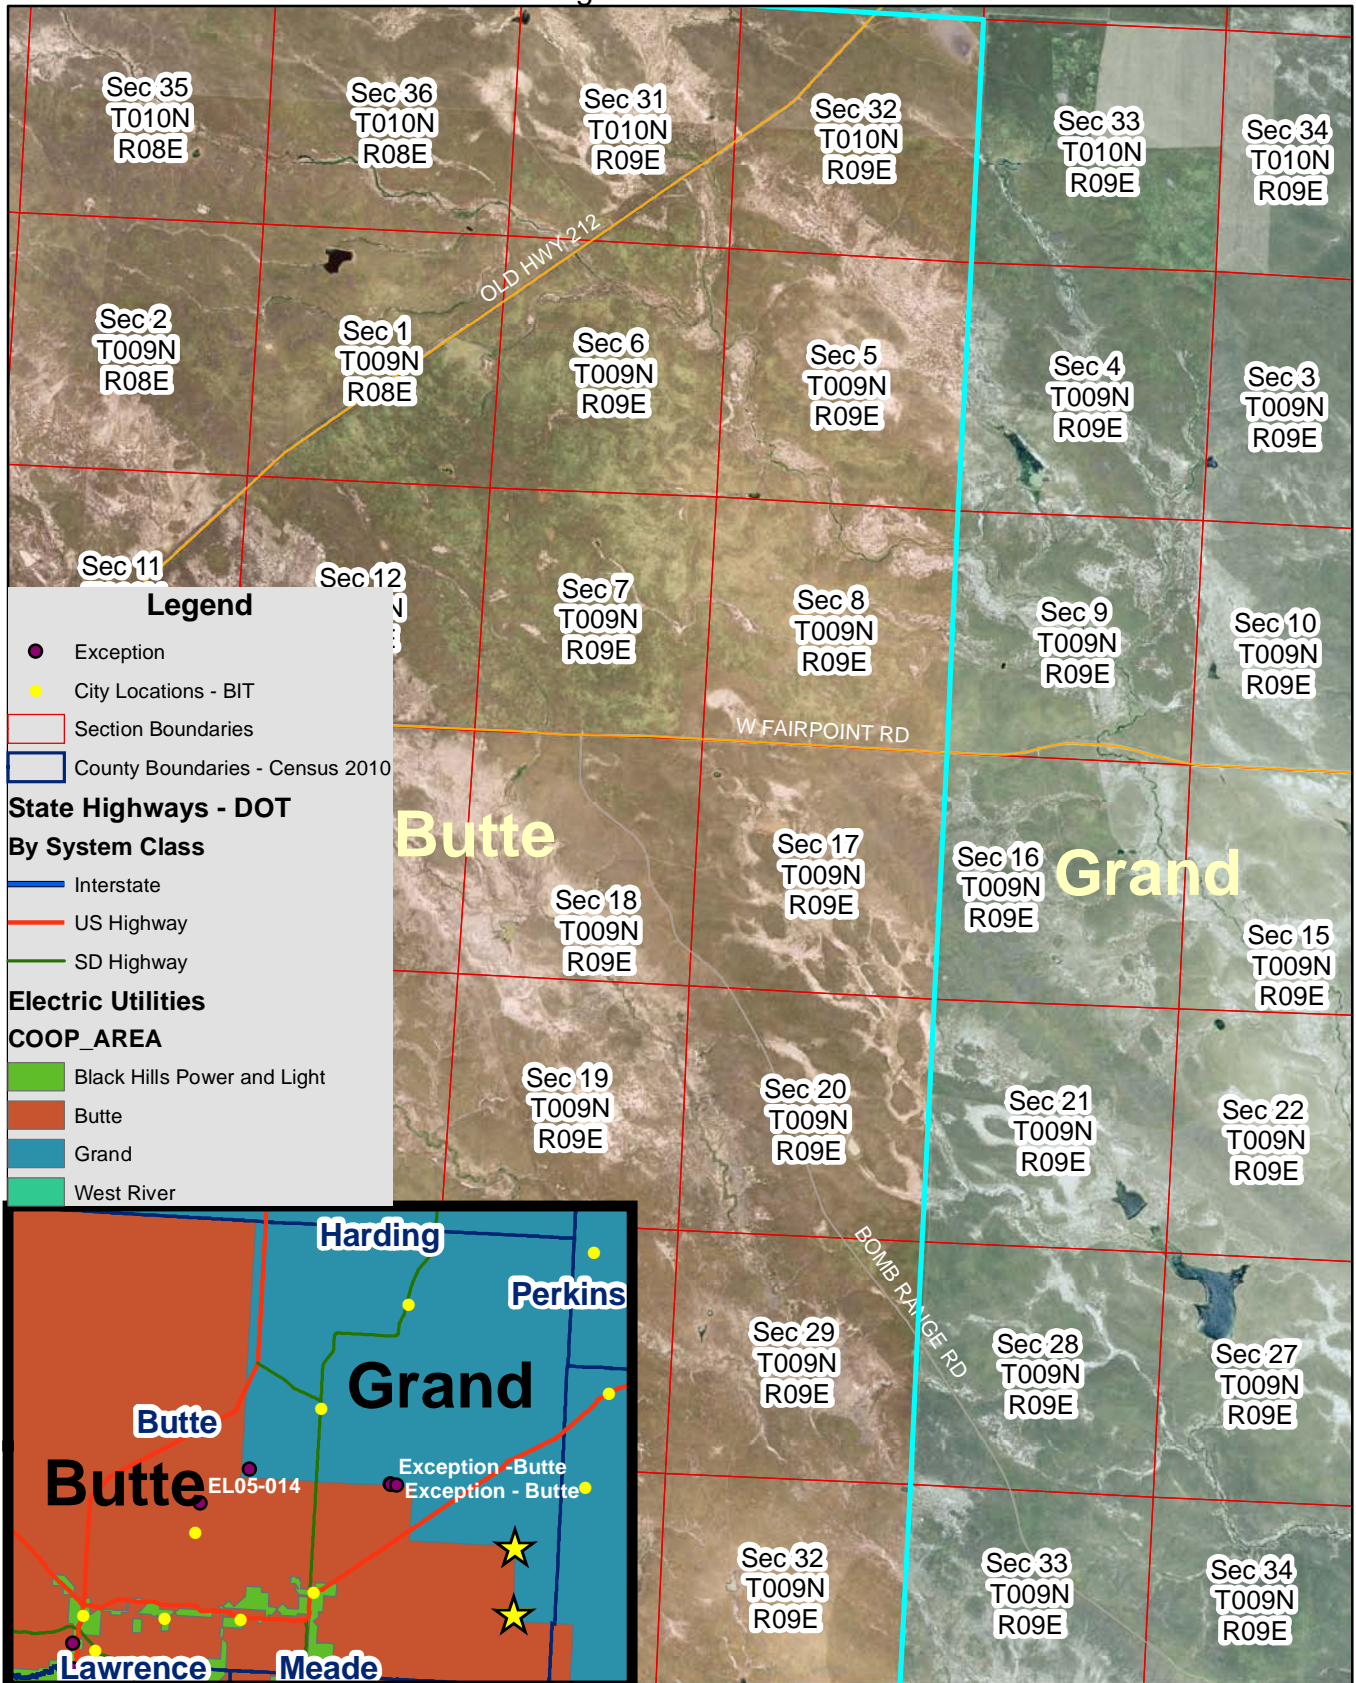 Sec 35
T010N
R08E
Sec 36
T010N
R08E
Sec 31
T010N
R09E
Sec 32
T010N
R09E
Sec 33
T010N
R09E
Sec 34
T010N
R09E
OLD HWY 212
Sec 2
T009N
R08E
Sec 1
T009N
R08E
Sec 6
T009N
R09E
Sec 5
T009N
R09E
Sec 4
T009N
R09E
Sec 3
T009N
R09E
Sec 11
Sec 12
Sec 7
T009N
R09E
Sec 8
T009N
R09E
Sec 9
T009N
R09E
Sec 10
T009N
R09E
W FAIRPOINT RD
Butte
Grand
Sec 18
T009N
R09E
Sec 17
T009N
R09E
Sec 16
T009N
R09E
Sec 15
T009N
R09E
Sec 19
T009N
R09E
Sec 20
T009N
R09E
Sec 21
T009N
R09E
Sec 22
T009N
R09E
BOMB RANGE RD
Sec 29
T009N
R09E
Sec 28
T009N
R09E
Sec 27
T009N
R09E
Sec 32
T009N
R09E
Sec 33
T009N
R09E
Sec 34
T009N
R09E
Legend
Exception
City Locations - BIT
Section Boundaries
County Boundaries - Census 2010
State Highways - DOT
By System Class
Interstate
US Highway
SD Highway
Electric Utilities
COOP_AREA
Black Hills Power and Light
Butte
Grand
West River
Harding
Perkins
Grand
Butte
Butte
EL05-014
Exception -Butte
Exception - Butte
Lawrence
Meade